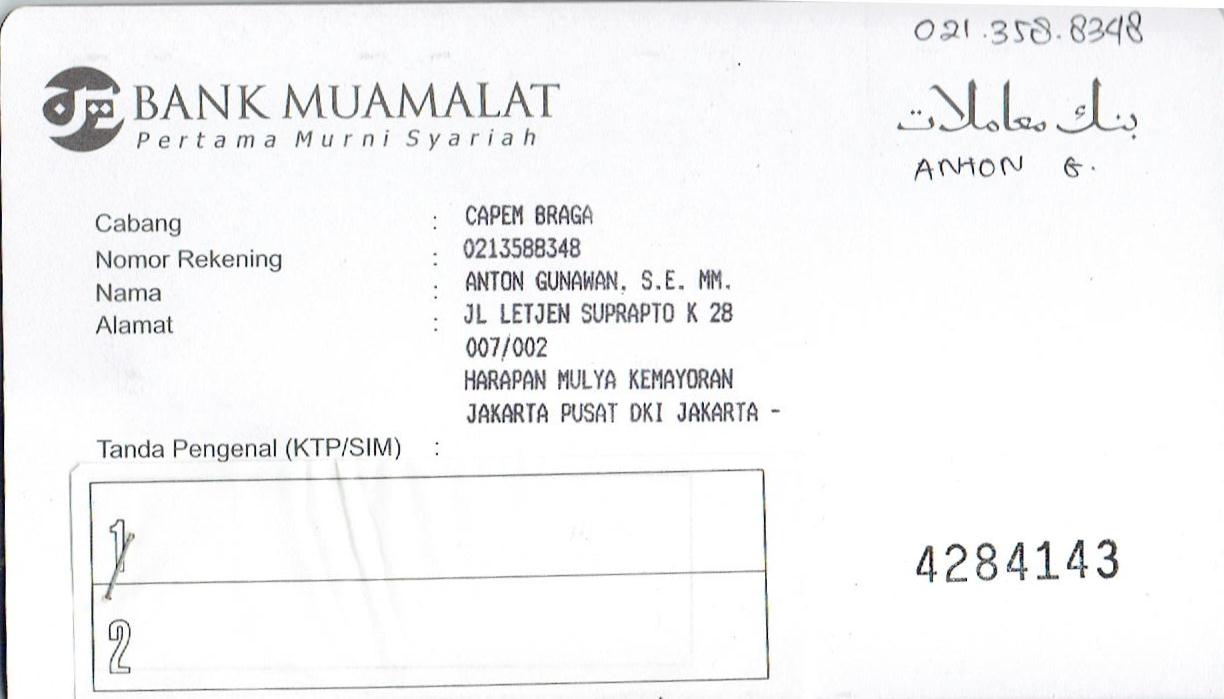 021.358.8348
BANK MUAMALAT
Pertama Murni Syariah
بنك معاملات
ANTON G.
Cabang : CAPEM BRAGA
Nomor Rekening : 0213588348
Nama : ANTON GUNAWAN, S.E. MM.
Alamat : JL LETJEN SUPRAPTO K 28
007/002
HARAPAN MULYA KEMAYORAN
JAKARTA PUSAT DKI JAKARTA -
Tanda Pengenal (KTP/SIM) :
1
4284143
2